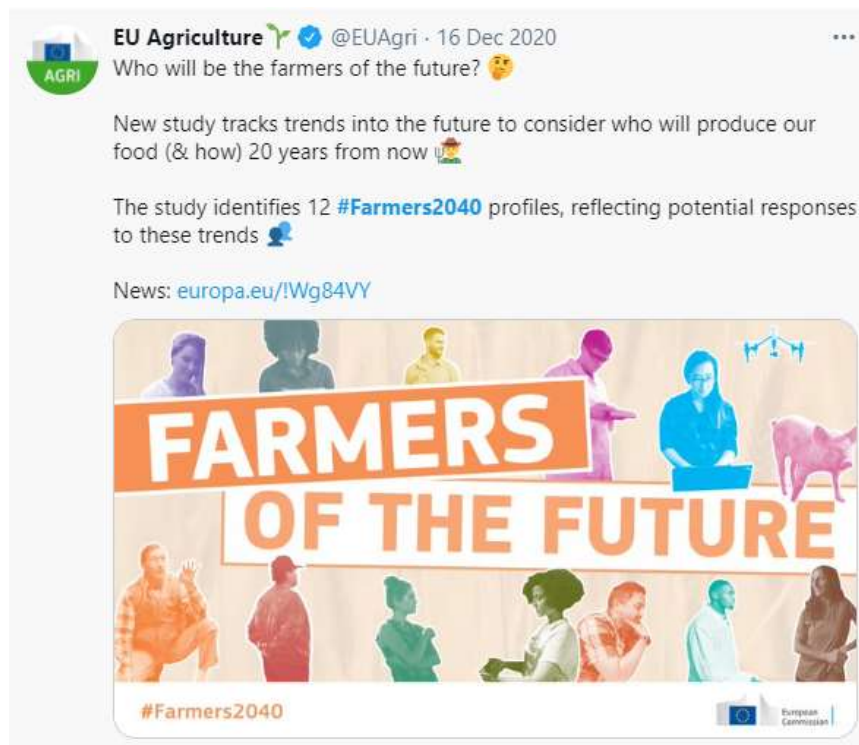 EU Agriculture @EUAgri · 16 Dec 2020
AGRI
Who will be the farmers of the future?
New study tracks trends into the future to consider who will produce our
food (& how) 20 years from now
The study identifies 12 #Farmers2040 profiles, reflecting potential responses
to these trends
News: europa.eu/!Wg84VY
FARMERS
OF THE FUTURE
#Farmers2040
European
Commission